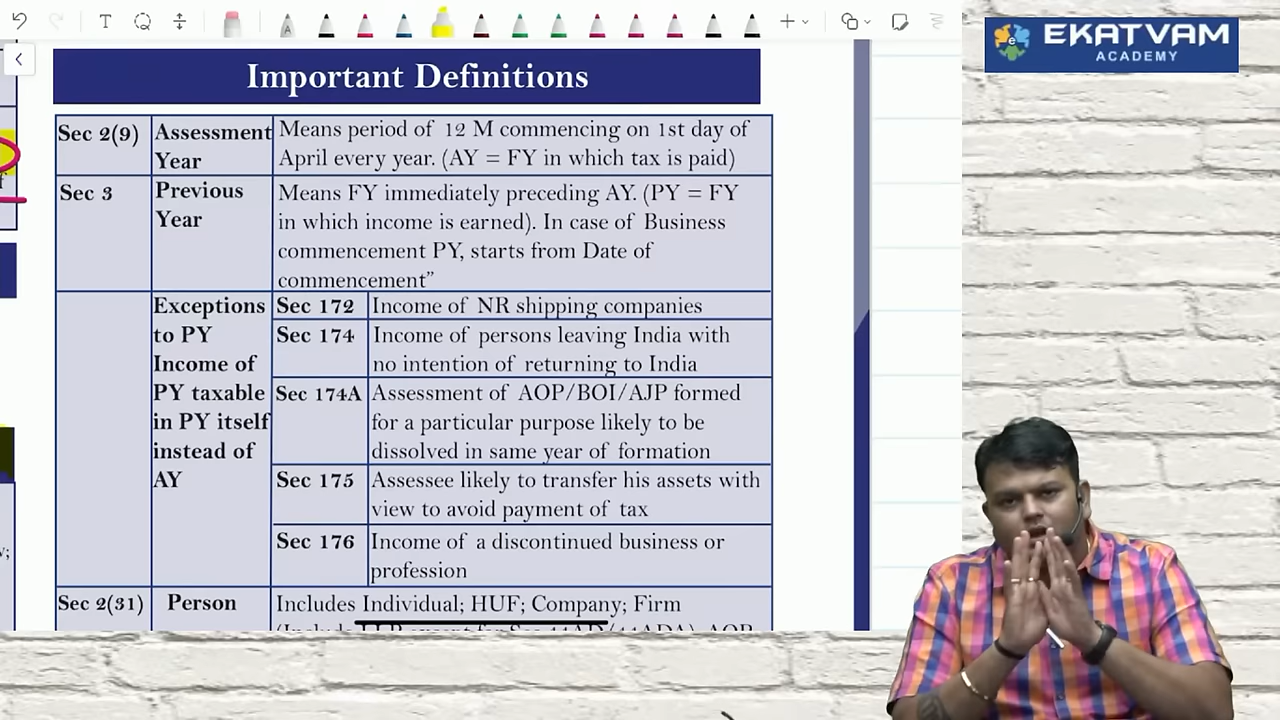 EKATVAM
ACADEMY
Important Definitions
Sec 2(9)
Assessment
Year
Means period of 12 M commencing on 1st day of
April every year. (AY = FY in which tax is paid)
Sec 3
Previous
Year
Means FY immediately preceding AY. (PY = FY
in which income is earned). In case of Business
commencement PY, starts from Date of
commencement”
Exceptions
to PY
Income of
PY taxable
in PY itself
instead of
AY
Sec 172
Income of NR shipping companies
Sec 174
Income of persons leaving India with
no intention of returning to India
Sec 174A
Assessment of AOP/BOI/AJP formed
for a particular purpose likely to be
dissolved in same year of formation
Sec 175
Assessee likely to transfer his assets with
view to avoid payment of tax
Sec 176
Income of a discontinued business or
profession
Sec 2(31)
Person
Includes Individual; HUF; Company; Firm